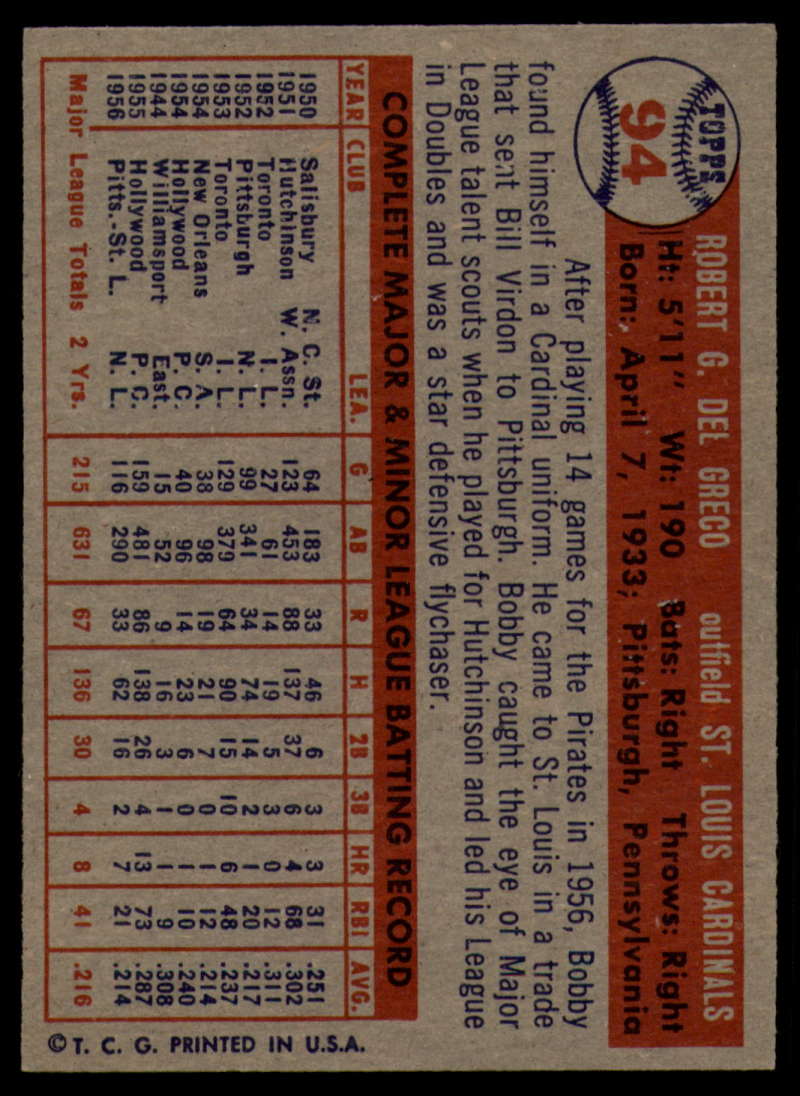 TOPPS
94
ROBERT G. DEL GRECO outfield ST. LOUIS CARDINALS
Ht: 5'11" Wt: 190 Bats: Right Throws: Right
Born: April 7, 1933; Pittsburgh, Pennsylvania
After playing 14 games for the Pirates in 1956, Bobby
found himself in a Cardinal uniform. He came to St. Louis in a trade
that sent Bill Virdon to Pittsburgh. Bobby caught the eye of Major
League talent scouts when he played for Hutchinson and led his League
in Doubles and was a star defensive flychaser.
COMPLETE MAJOR & MINOR LEAGUE BATTING RECORD
YEAR CLUB LEA. G AB R H 2B 3B HR RBI AVG.
1950 Salisbury N. C. St. 64 183 33 46 6 3 3 31 .251
1951 Hutchinson W. Assn. 123 453 88 137 37 6 4 68 .302
1952 Toronto I. L. 27 61 14 19 5 3 0 12 .311
1952 Pittsburgh N. L. 99 341 34 74 14 2 1 20 .217
1953 Toronto I. L. 129 379 64 90 15 10 6 48 .237
1954 New Orleans S. A. 38 98 19 21 7 0 1 12 .214
1954 Hollywood P. C. 40 96 14 23 6 0 1 10 .240
1944 Williamsport East. 15 52 9 16 3 1 1 9 .308
1955 Hollywood P. C. 159 481 86 138 26 4 13 73 .287
1956 Pitts.-St. L. N. L. 116 290 33 62 16 2 7 21 .214
Major League Totals 2 Yrs. 215 631 67 136 30 4 8 41 .216
© T. C. G. PRINTED IN U.S.A.